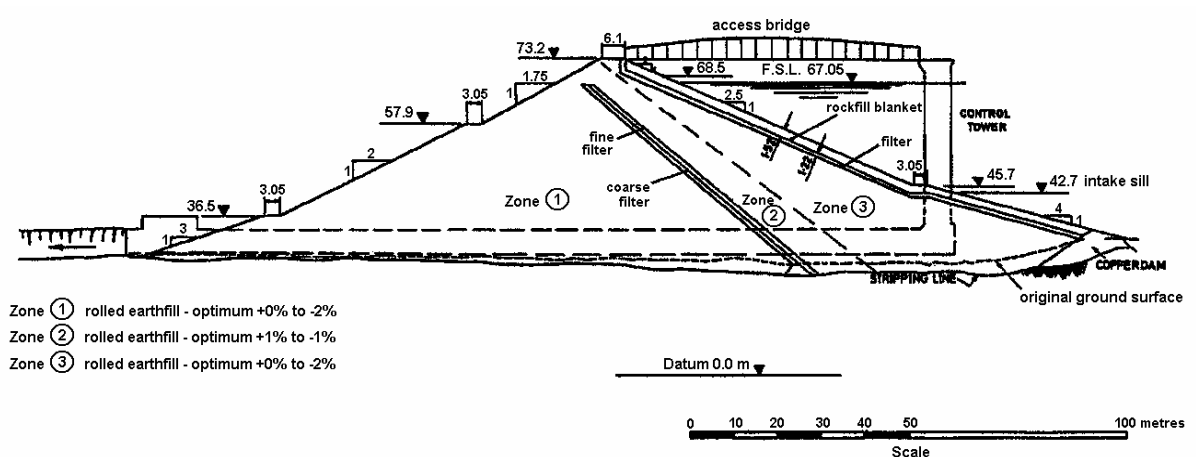 access bridge
6.1
73.2
68.5
F.S.L. 67.05
1.75
1
2.5
1
rockfill blanket
CONTROL
TOWER
3.05
57.9
fine
filter
filter
1·22
2
1
coarse
filter
3.05
45.7
42.7 intake sill
3.05
36.5
Zone 1
Zone
2
Zone 3
4
1
3
1
COPPERDAM
STRIPPING LINE
original ground surface
Zone 1 rolled earthfill - optimum +0% to -2%
Zone 2 rolled earthfill - optimum +1% to -1%
Zone 3 rolled earthfill - optimum +0% to -2%
Datum 0.0 m
0 10 20 30 40 50 100 metres
Scale